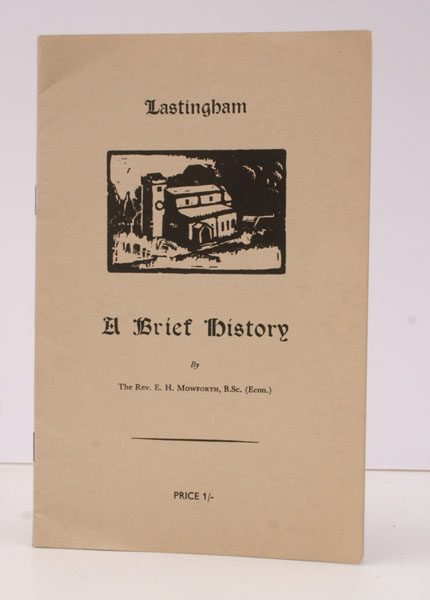 Lastingham
A Brief History
By
The Rev. E. H. Mowforth, B.Sc. (Econ.)
PRICE 1/-